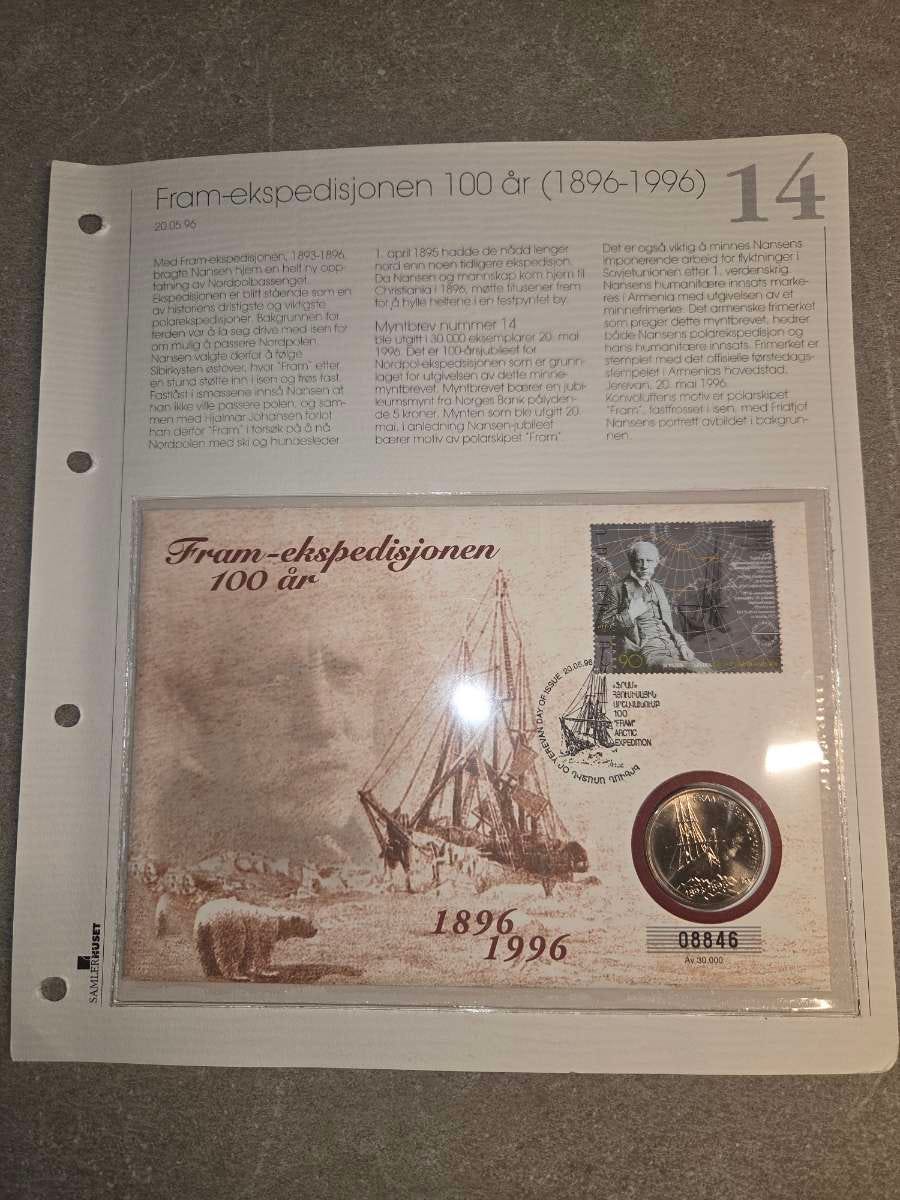 Fram-ekspedisjonen 100 år (1896-1996)
14
20.05.96
Med Fram-ekspedisjonen, 1893-1896,
bragte Nansen hjem en helt ny opp-
fatning av Nordpolbassenget.
Ekspedisjonen er blitt stående som en
av historiens dristigste og viktigste
polarekspedisjoner. Bakgrunnen for
ferden var å la seg drive med isen for
om mulig å passere Nordpolen.
Nansen valgte derfor å følge
Sibirkysten østover, hvor "Fram" etter
en stund støtte inn i isen og frøs fast.
Fastlåst i ismassene innså Nansen at
han ikke ville passere polen, og sam-
men med Hjalmar Johansen forlot
han derfor "Fram" i forsøk på å nå
Nordpolen med ski og hundesleder.
1. april 1895 hadde de nådd lenger
nord enn noen tidligere ekspedisjon.
Da Nansen og mannskap kom hjem til
Christiania i 1896, møtte titusener frem
for å hylle heltene i en festpyntet by.
Myntbrev nummer 14
ble utgitt i 30.000 eksemplarer 20. mai
1996. Det er 100-årsjubileet for
Nordpol-ekspedisjonen som er grunn-
laget for utgivelsen av dette minne-
myntbrevet. Myntbrevet bærer en jubi-
leumsmynt fra Norges Bank pålyden-
de 5 kroner. Mynten som ble utgitt 20.
mai, i anledning Nansen-jubileet
bærer motiv av polarskipet "Fram".
Det er også viktig å minnes Nansens
imponerende arbeid for flyktninger i
Sovjetunionen etter 1. verdenskrig.
Nansens humanitære innsats marke-
res i Armenia med utgivelsen av et
minnefrimerke. Det armenske frimerket
som preger dette myntbrevet, hedrer
både Nansens polarekspedisjon og
hans humanitære innsats. Frimerket er
stemplet med det offisielle førstedags-
stempelet i Armenias hovedstad,
Jerevan, 20. mai 1996.
Konvoluttens motiv er polarskipet
"Fram", fastfrosset i isen, med Fridtjof
Nansens portrett avbildet i bakgrun-
nen.
Fram-ekspedisjonen
100 år
90
YEREVAN DAY OF ISSUE 20.05.96
«ՖՐԱՄ»
ՀՅՈՒՍԻՍԱՅԻՆ
ԱՐՇԱՎԱԽՈՒՄԲ
100
"FRAM"
ARCTIC
EXPEDITION
1896
1996
08846
Av 30.000
SAMLERHUSET